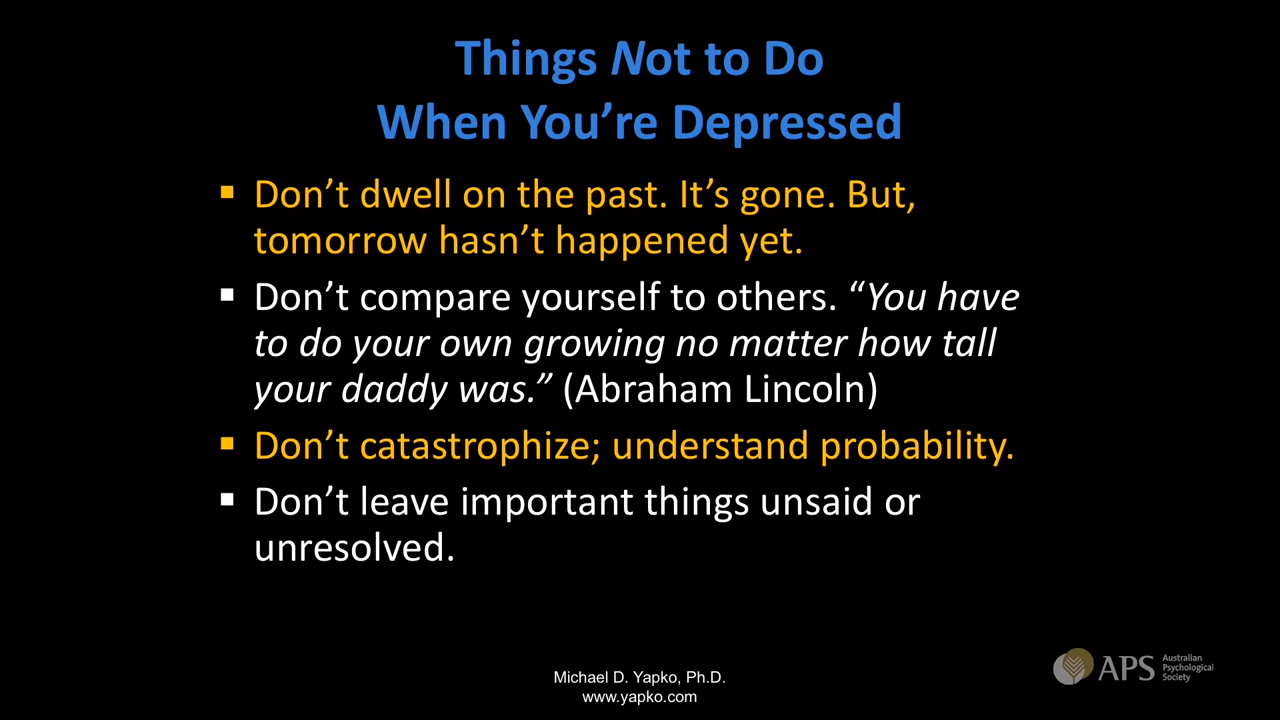 Things Not to Do
When You’re Depressed
▪ Don’t dwell on the past. It’s gone. But,
tomorrow hasn’t happened yet.
▪ Don’t compare yourself to others. “You have
to do your own growing no matter how tall
your daddy was.” (Abraham Lincoln)
▪ Don’t catastrophize; understand probability.
▪ Don’t leave important things unsaid or
unresolved.
Michael D. Yapko, Ph.D.
www.yapko.com
APS
Australian
Psychological
Society